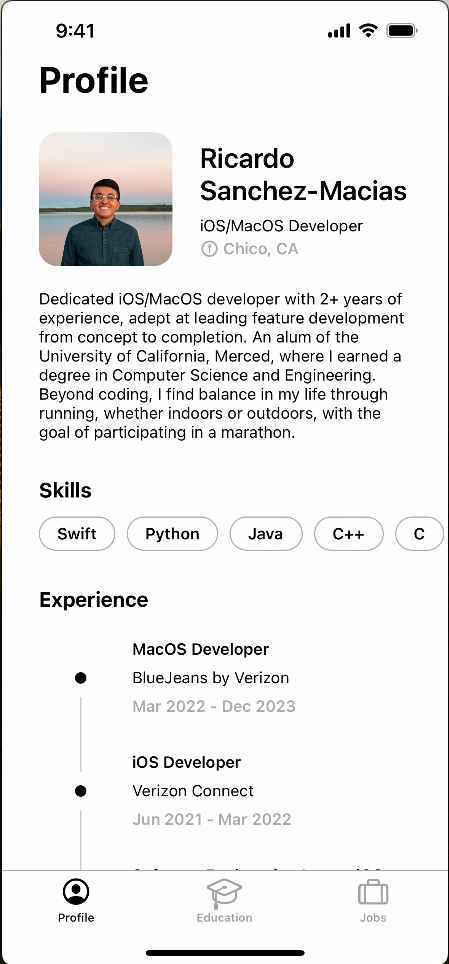 9:41
Profile
Ricardo
Sanchez-Macias
iOS/MacOS Developer
Chico, CA
Dedicated iOS/MacOS developer with 2+ years of
experience, adept at leading feature development
from concept to completion. An alum of the
University of California, Merced, where I earned a
degree in Computer Science and Engineering.
Beyond coding, I find balance in my life through
running, whether indoors or outdoors, with the
goal of participating in a marathon.
Skills
Swift Python Java C++ C
Experience
MacOS Developer
BlueJeans by Verizon
Mar 2022 - Dec 2023
iOS Developer
Verizon Connect
Jun 2021 - Mar 2022
Profile Education Jobs